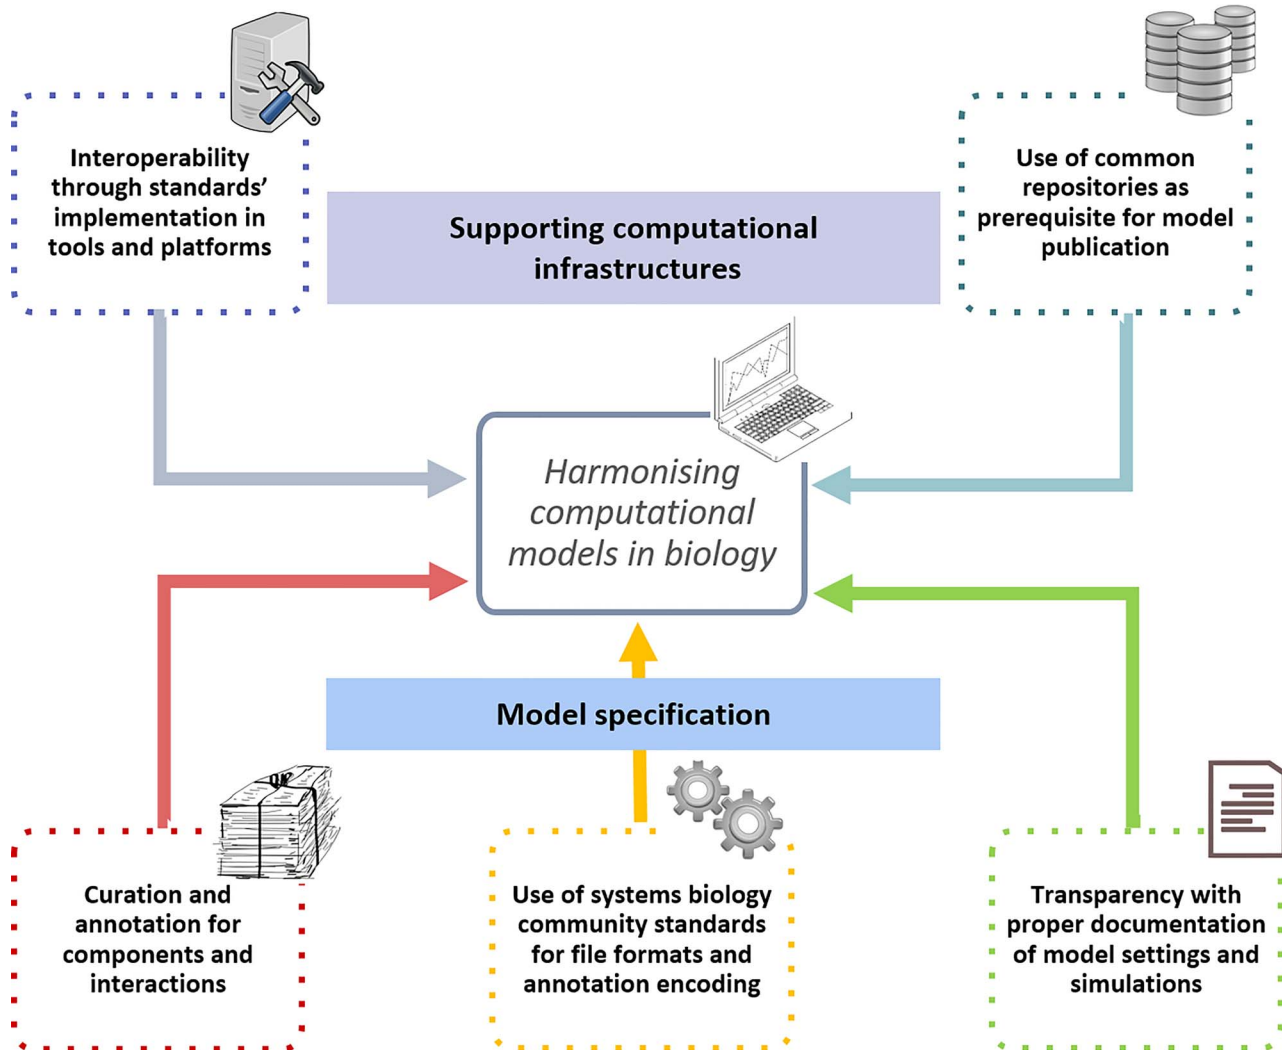 Interoperability
through standards’
implementation in
tools and platforms
Supporting computational
infrastructures
Use of common
repositories as
prerequisite for model
publication
Harmonising
computational
models in biology
Model specification
Curation and
annotation for
components and
interactions
Use of systems biology
community standards
for file formats and
annotation encoding
Transparency with
proper documentation
of model settings and
simulations